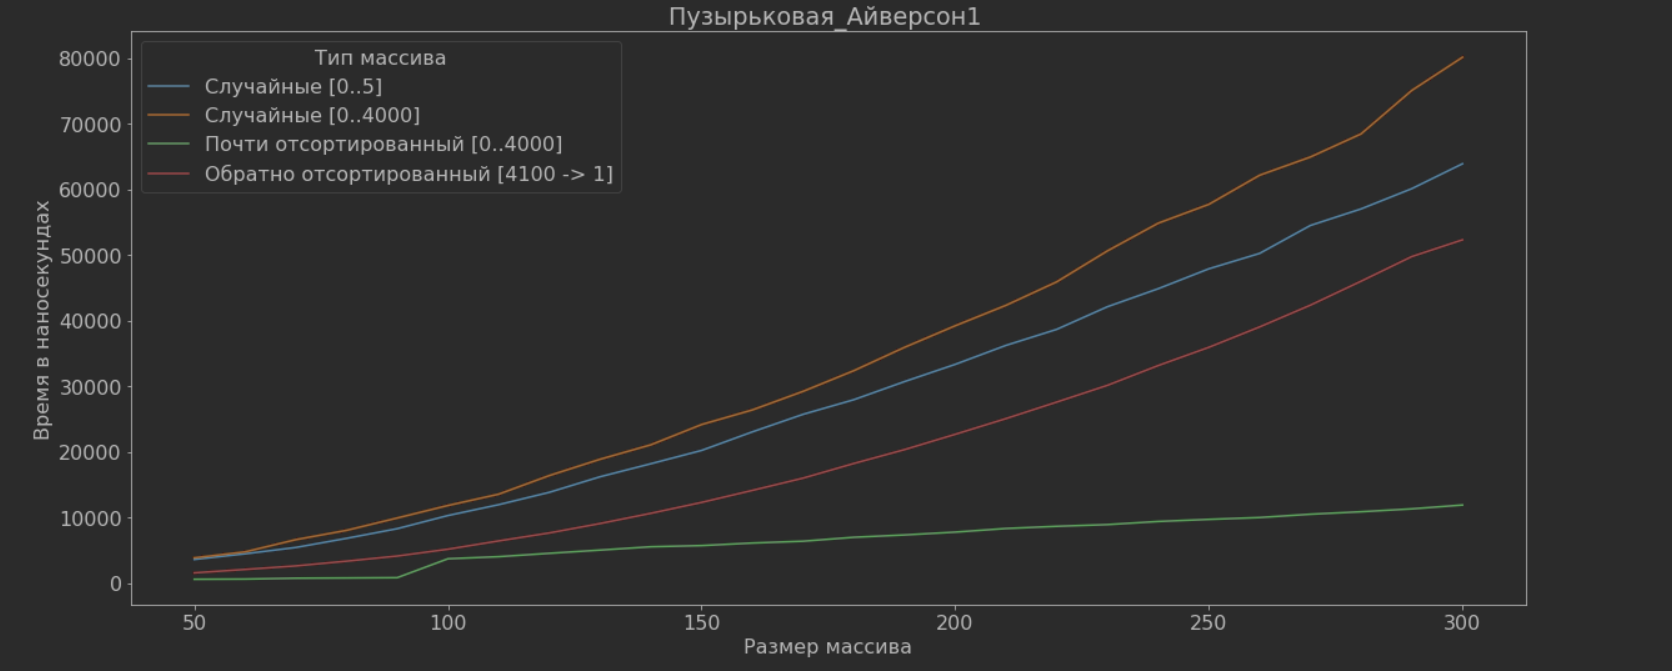 Пузырьковая_Айверсон1
Тип массива
Случайные [0..5]
Случайные [0..4000]
Почти отсортированный [0..4000]
Обратно отсортированный [4100 -> 1]
Время в наносекундах
80000
70000
60000
50000
40000
30000
20000
10000
0
50 100 150 200 250 300
Размер массива